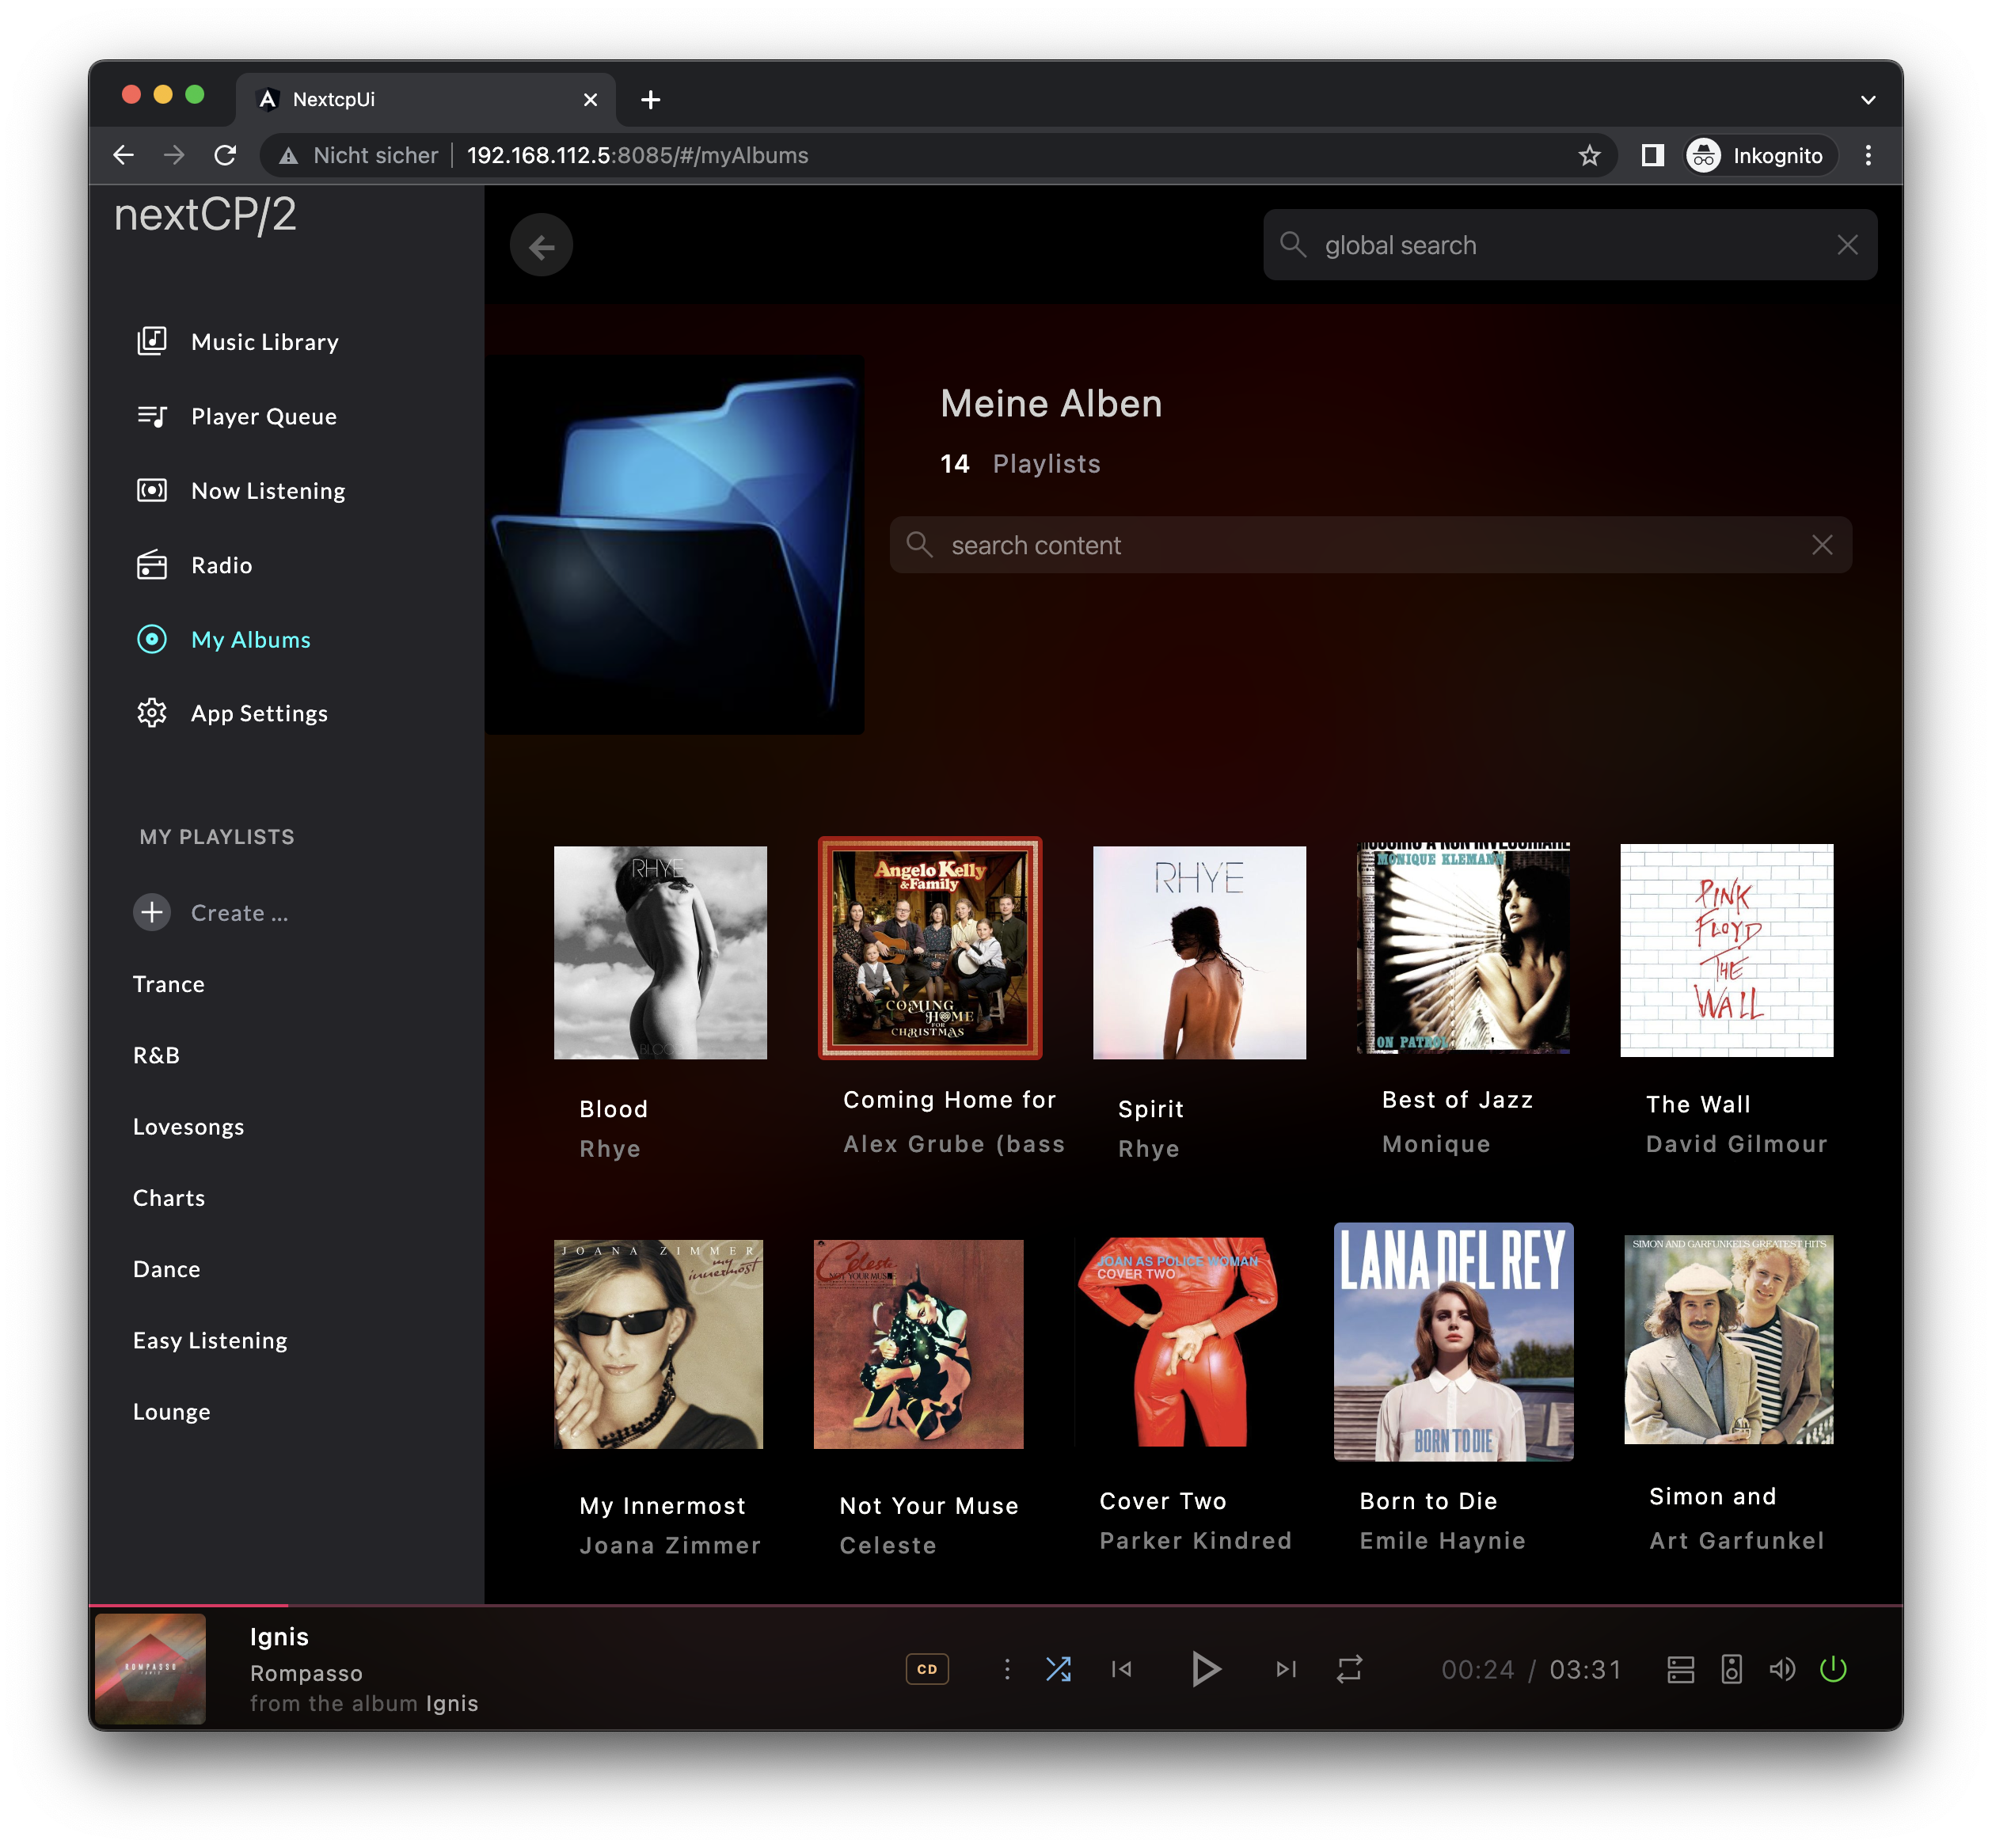 NextcpUi
Nicht sicher 192.168.112.5:8085/#/myAlbums
Inkognito
nextCP/2
global search
Music Library
Player Queue
Now Listening
Radio
My Albums
App Settings
MY PLAYLISTS
Create ...
Trance
R&B
Lovesongs
Charts
Dance
Easy Listening
Lounge
Meine Alben
14 Playlists
search content
RHYE
BLOOD
Angelo Kelly
& Family
COMING
HOME
FOR
CHRISTMAS
RHYE
MONIQUE KLEMANN
ON PATROL
PINK
FLOYD
THE
WALL
Blood
Rhye
Coming Home for
Alex Grube (bass
Spirit
Rhye
Best of Jazz
Monique
The Wall
David Gilmour
JOANA ZIMMER
my
innermost
Celeste
NOT YOUR MUSE
JOAN AS POLICE WOMAN
COVER TWO
LANA DEL REY
BORN TO DIE
SIMON AND GARFUNKEL'S GREATEST HITS
My Innermost
Joana Zimmer
Not Your Muse
Celeste
Cover Two
Parker Kindred
Born to Die
Emile Haynie
Simon and
Art Garfunkel
ROMPASSO
IGNIS
Ignis
Rompasso
from the album Ignis
CD
00:24 / 03:31